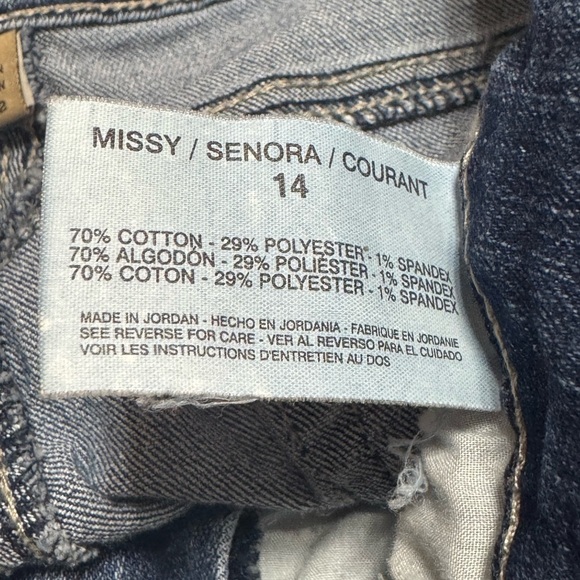 MISSY / SENORA / COURANT
14
70% COTTON - 29% POLYESTER - 1% SPANDEX
70% ALGODÓN - 29% POLIÉSTER - 1% SPANDEX
70% COTON - 29% POLYESTER - 1% SPANDEX
MADE IN JORDAN - HECHO EN JORDANIA - FABRIQUE EN JORDANIE
SEE REVERSE FOR CARE - VER AL REVERSO PARA EL CUIDADO
VOIR LES INSTRUCTIONS D'ENTRETIEN AU DOS